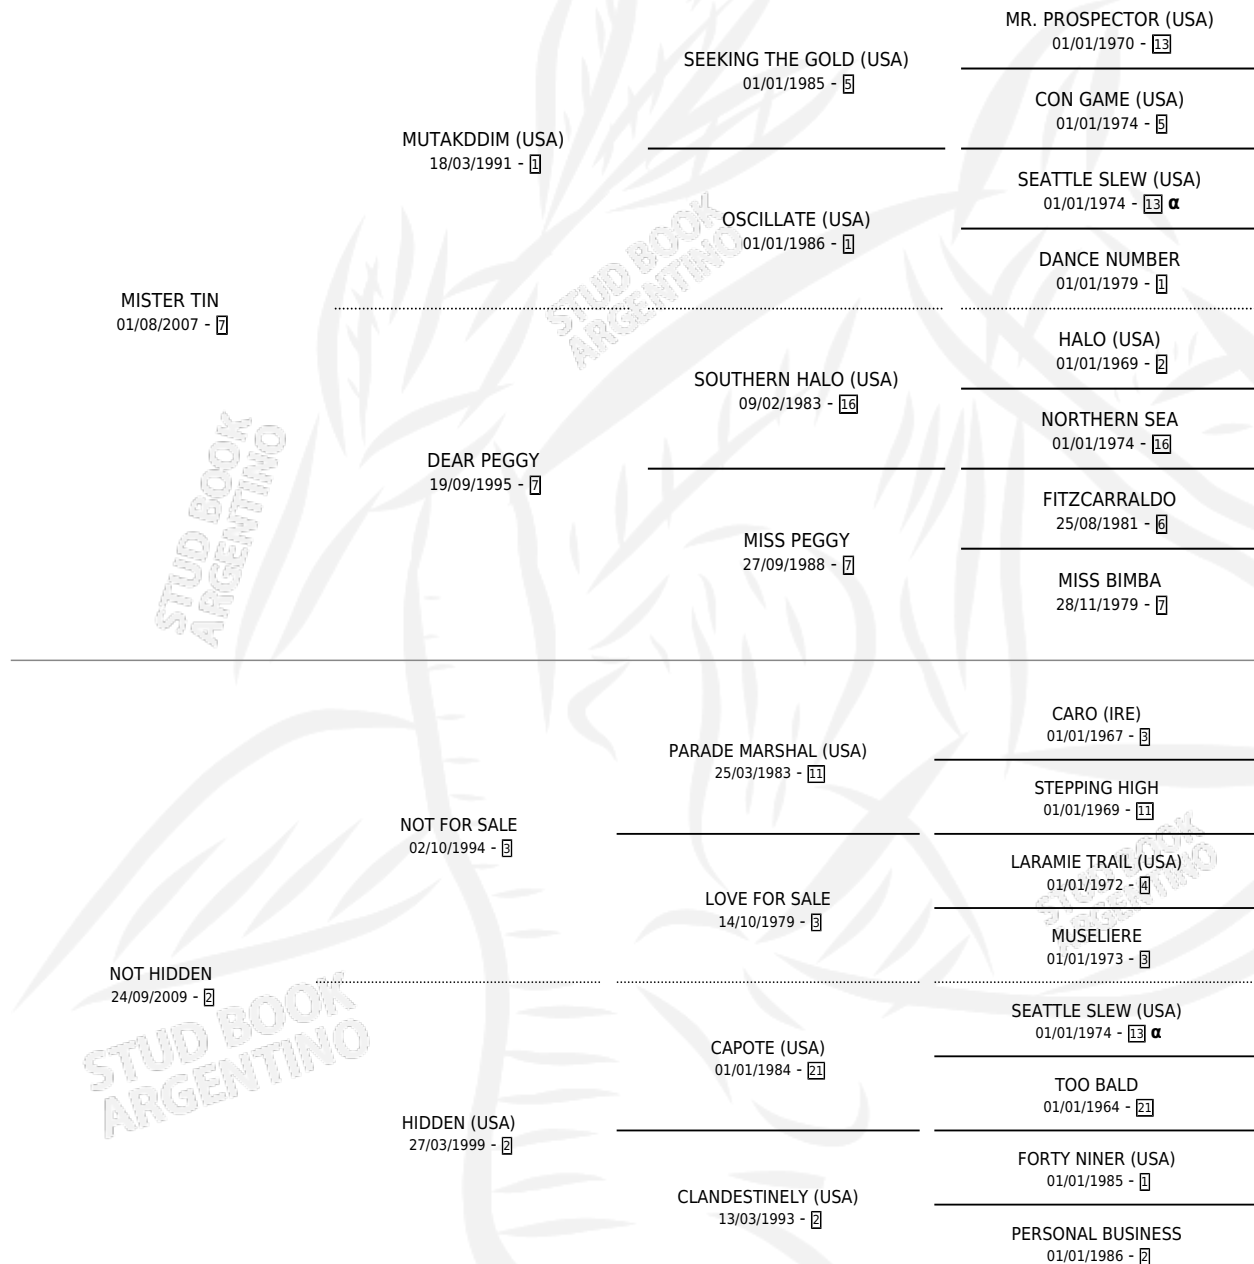 MR. PROSPECTOR (USA)
01/01/1970 - 13
SEEKING THE GOLD (USA)
01/01/1985 - 5
CON GAME (USA)
01/01/1974 - 5
MUTAKDDIM (USA)
18/03/1991 - 1
SEATTLE SLEW (USA)
01/01/1974 - 13 α
OSCILLATE (USA)
01/01/1986 - 1
DANCE NUMBER
01/01/1979 - 1
MISTER TIN
01/08/2007 - 7
STUD BOOK
ARGENTINO
HALO (USA)
01/01/1969 - 2
SOUTHERN HALO (USA)
09/02/1983 - 16
NORTHERN SEA
01/01/1974 - 16
DEAR PEGGY
19/09/1995 - 7
STUD BOOK
ARGENTINO
FITZCARRALDO
25/08/1981 - 6
MISS PEGGY
27/09/1988 - 7
MISS BIMBA
28/11/1979 - 7
CARO (IRE)
01/01/1967 - 3
PARADE MARSHAL (USA)
25/03/1983 - 11
STEPPING HIGH
01/01/1969 - 11
NOT FOR SALE
02/10/1994 - 3
STUD BOOK
ARGENTINO
LARAMIE TRAIL (USA)
01/01/1972 - 4
LOVE FOR SALE
14/10/1979 - 3
MUSELIERE
01/01/1973 - 3
NOT HIDDEN
24/09/2009 - 2
STUD BOOK
ARGENTINO
SEATTLE SLEW (USA)
01/01/1974 - 13 α
CAPOTE (USA)
01/01/1984 - 21
TOO BALD
01/01/1964 - 21
HIDDEN (USA)
27/03/1999 - 2
FORTY NINER (USA)
01/01/1985 - 1
CLANDESTINELY (USA)
13/03/1993 - 2
PERSONAL BUSINESS
01/01/1986 - 2